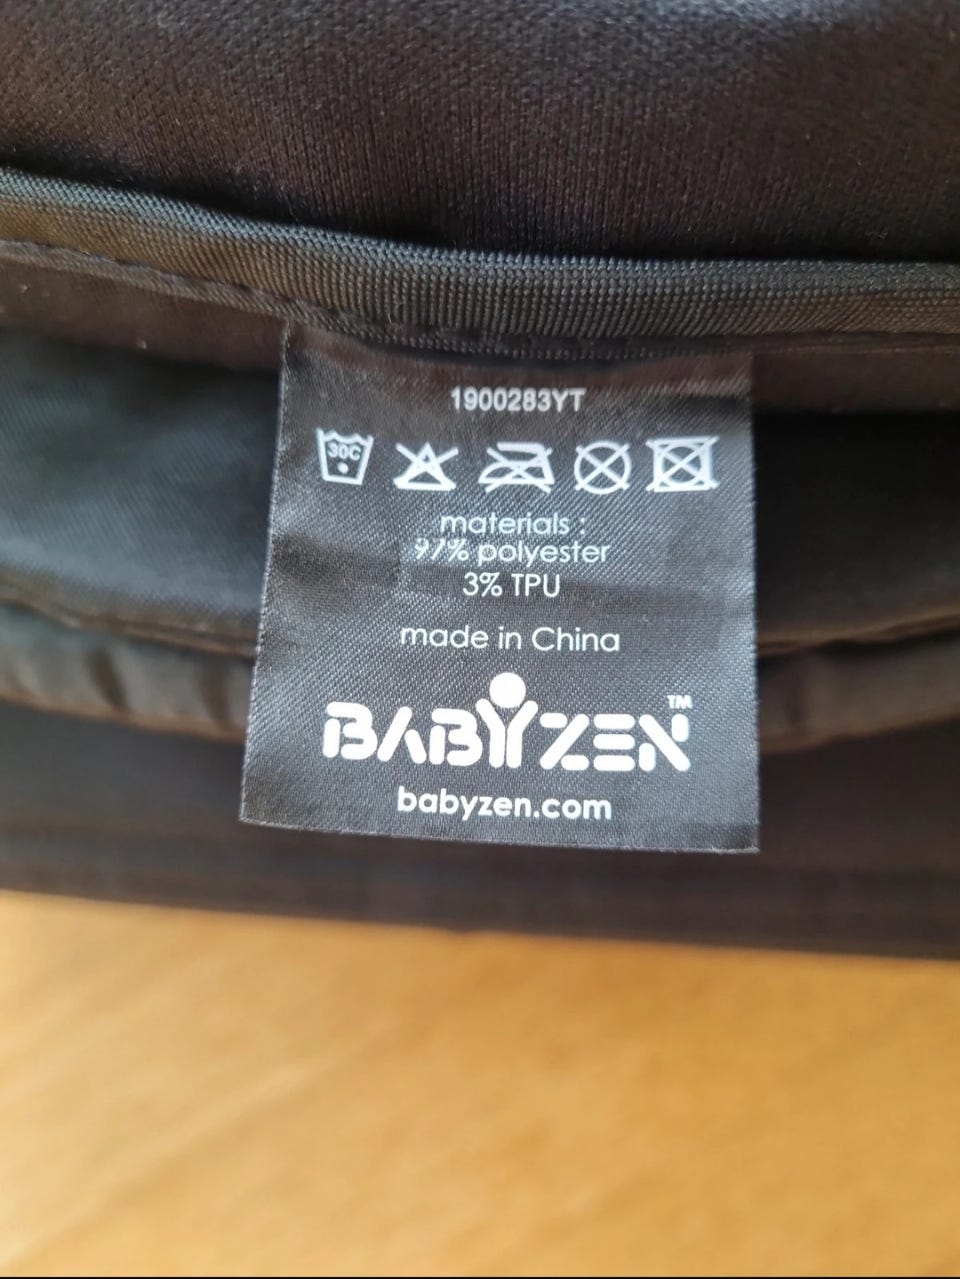 1900283YT
30C
materials :
97% polyester
3% TPU
made in China
BABYZEN™
babyzen.com